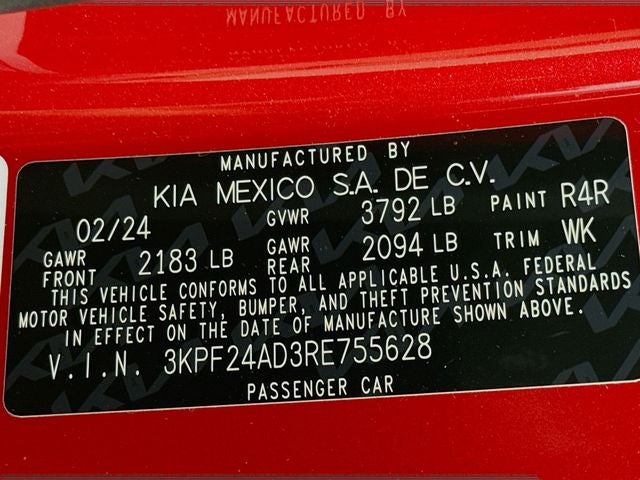 MANUFACTURED BY
MANUFACTURED BY
KIA MEXICO S.A. DE C.V.
02/24 GVWR 3792 LB PAINT R4R
GAWR FRONT 2183 LB GAWR REAR 2094 LB TRIM WK
THIS VEHICLE CONFORMS TO ALL APPLICABLE U.S.A. FEDERAL
MOTOR VEHICLE SAFETY, BUMPER, AND THEFT PREVENTION STANDARDS
IN EFFECT ON THE DATE OF MANUFACTURE SHOWN ABOVE.
V.I.N. 3KPF24AD3RE755628
PASSENGER CAR